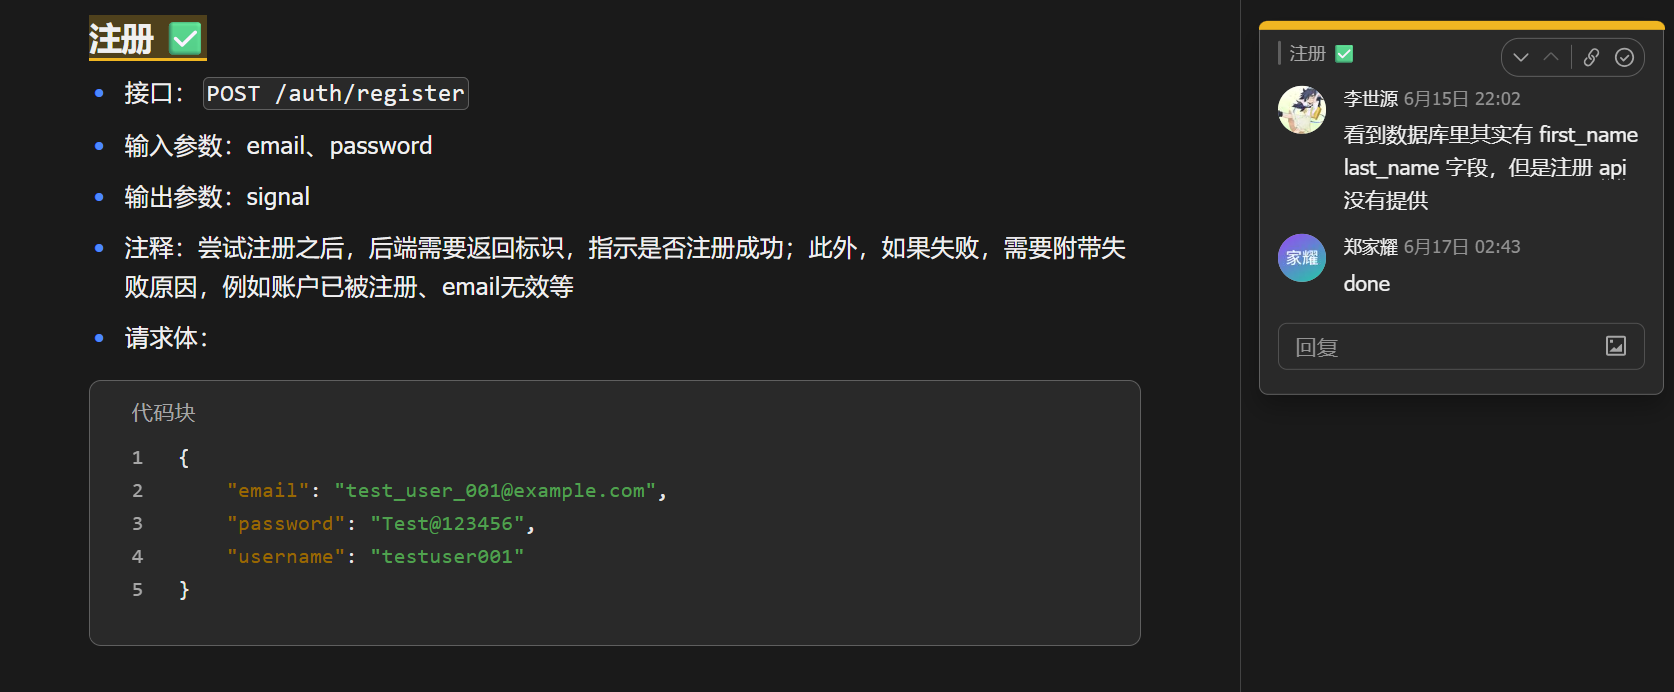 注册 ✅
接口： POST /auth/register
输入参数：email、password
输出参数：signal
注释：尝试注册之后，后端需要返回标识，指示是否注册成功；此外，如果失败，需要附带失
败原因，例如账户已被注册、email无效等
请求体：
代码块
1 {
2     "email": "test_user_001@example.com",
3     "password": "Test@123456",
4     "username": "testuser001"
5 }
注册 ✅
李世源 6月15日 22:02
看到数据库里其实有 first_name
last_name 字段，但是注册 api
没有提供
家耀
郑家耀 6月17日 02:43
done
回复